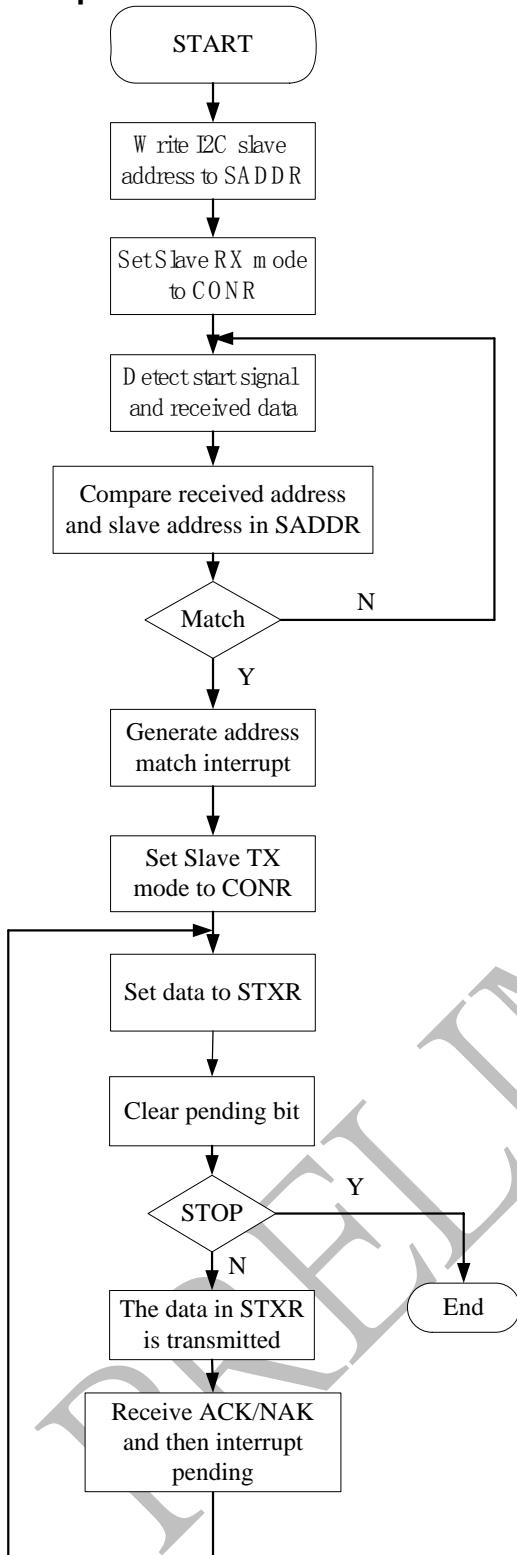 START
Write I2C slave
address to SADDR
Set Slave RX mode
to CONR
Detect start signal
and received data
Compare received address
and slave address in SADDR
Match
N
Y
Generate address
match interrupt
Set Slave TX
mode to CONR
Set data to STXR
Clear pending bit
STOP
Y
N
The data in STXR
is transmitted
End
Receive ACK/NAK
and then interrupt
pending